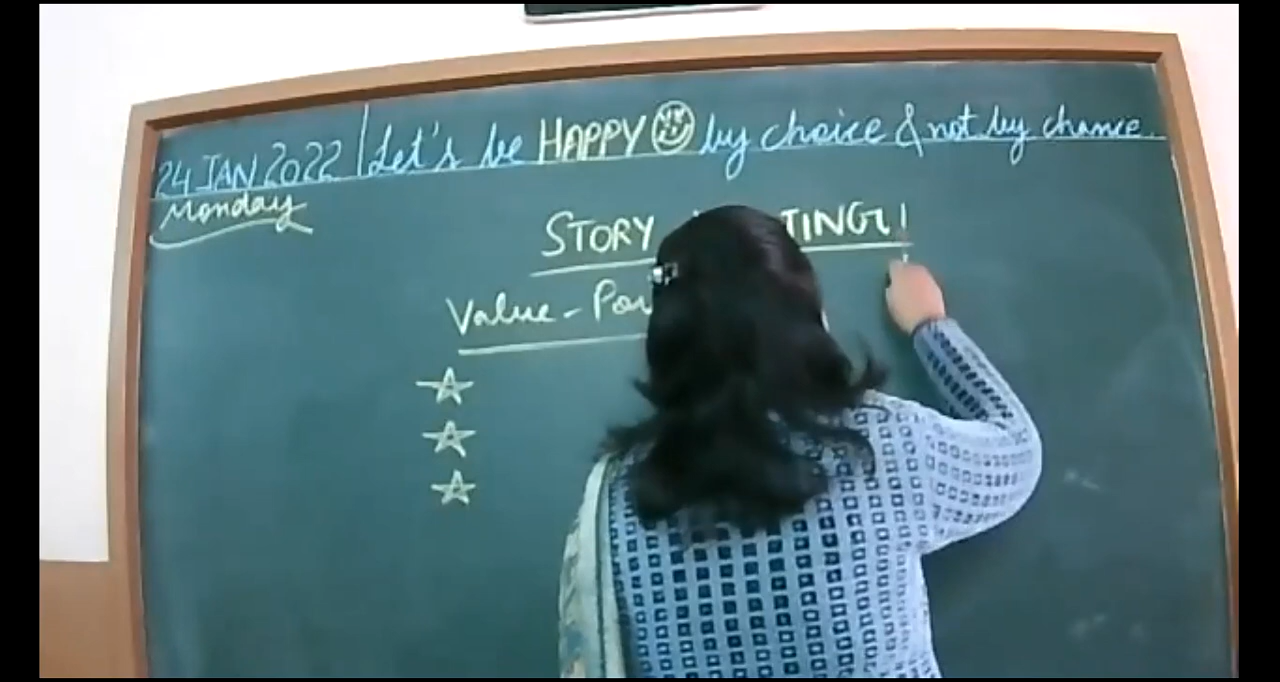 24 JAN 2022 | Let's be HAPPY by choice & not by chance.
Monday
STORY TING!
Value - Po